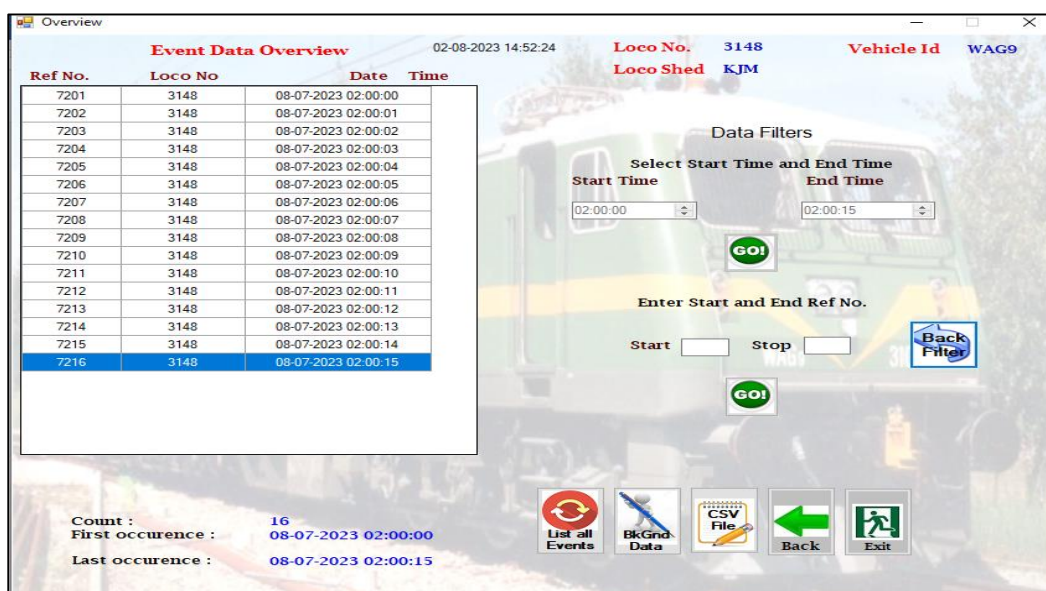 Overview
Event Data Overview 02-08-2023 14:52:24 Loco No. 3148 Vehicle Id WAG9
Loco Shed KJM
Ref No. Loco No Date Time
7201 3148 08-07-2023 02:00:00
7202 3148 08-07-2023 02:00:01
7203 3148 08-07-2023 02:00:02
7204 3148 08-07-2023 02:00:03
7205 3148 08-07-2023 02:00:04
7206 3148 08-07-2023 02:00:05
7207 3148 08-07-2023 02:00:06
7208 3148 08-07-2023 02:00:07
7209 3148 08-07-2023 02:00:08
7210 3148 08-07-2023 02:00:09
7211 3148 08-07-2023 02:00:10
7212 3148 08-07-2023 02:00:11
7213 3148 08-07-2023 02:00:12
7214 3148 08-07-2023 02:00:13
7215 3148 08-07-2023 02:00:14
7216 3148 08-07-2023 02:00:15
Data Filters
Select Start Time and End Time
Start Time End Time
02:00:00 02:00:15
GO!
Enter Start and End Ref No.
Start Stop
Back
Filter
GO!
Count : 16
First occurence : 08-07-2023 02:00:00
Last occurence : 08-07-2023 02:00:15
List all
Events
BkGnd
Data
CSV
File
Back
Exit